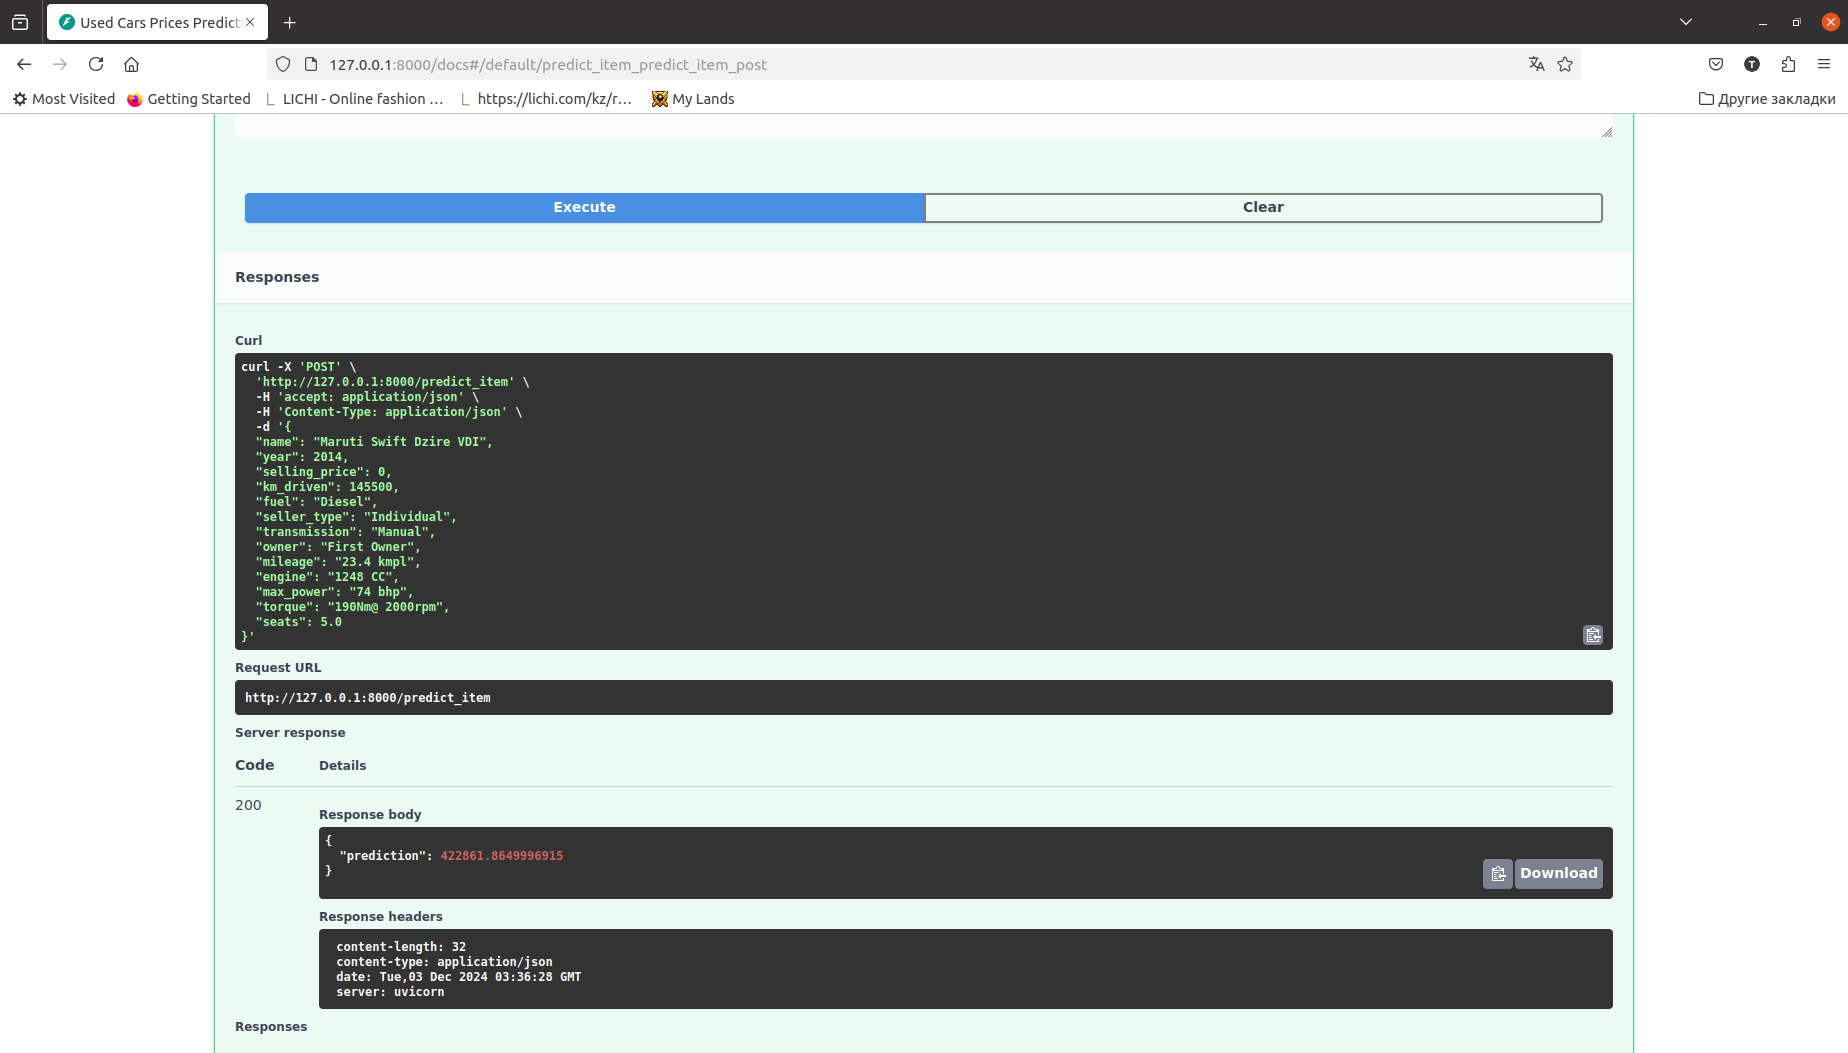 Used Cars Prices Predict
127.0.0.1:8000/docs#/default/predict_item_predict_item_post
T
Most Visited
Getting Started
LICHI - Online fashion …
https://lichi.com/kz/r…
My Lands
Другие закладки
Execute
Clear
Responses
Curl
curl -X 'POST' \
'http://127.0.0.1:8000/predict_item' \
-H 'accept: application/json' \
-H 'Content-Type: application/json' \
-d '{
"name": "Maruti Swift Dzire VDI",
"year": 2014,
"selling_price": 0,
"km_driven": 145500,
"fuel": "Diesel",
"seller_type": "Individual",
"transmission": "Manual",
"owner": "First Owner",
"mileage": "23.4 kmpl",
"engine": "1248 CC",
"max_power": "74 bhp",
"torque": "190Nm@ 2000rpm",
"seats": 5.0
}'
Request URL
http://127.0.0.1:8000/predict_item
Server response
Code
Details
200
Response body
{
"prediction": 422861.8649996915
}
Download
Response headers
content-length: 32
content-type: application/json
date: Tue,03 Dec 2024 03:36:28 GMT
server: uvicorn
Responses